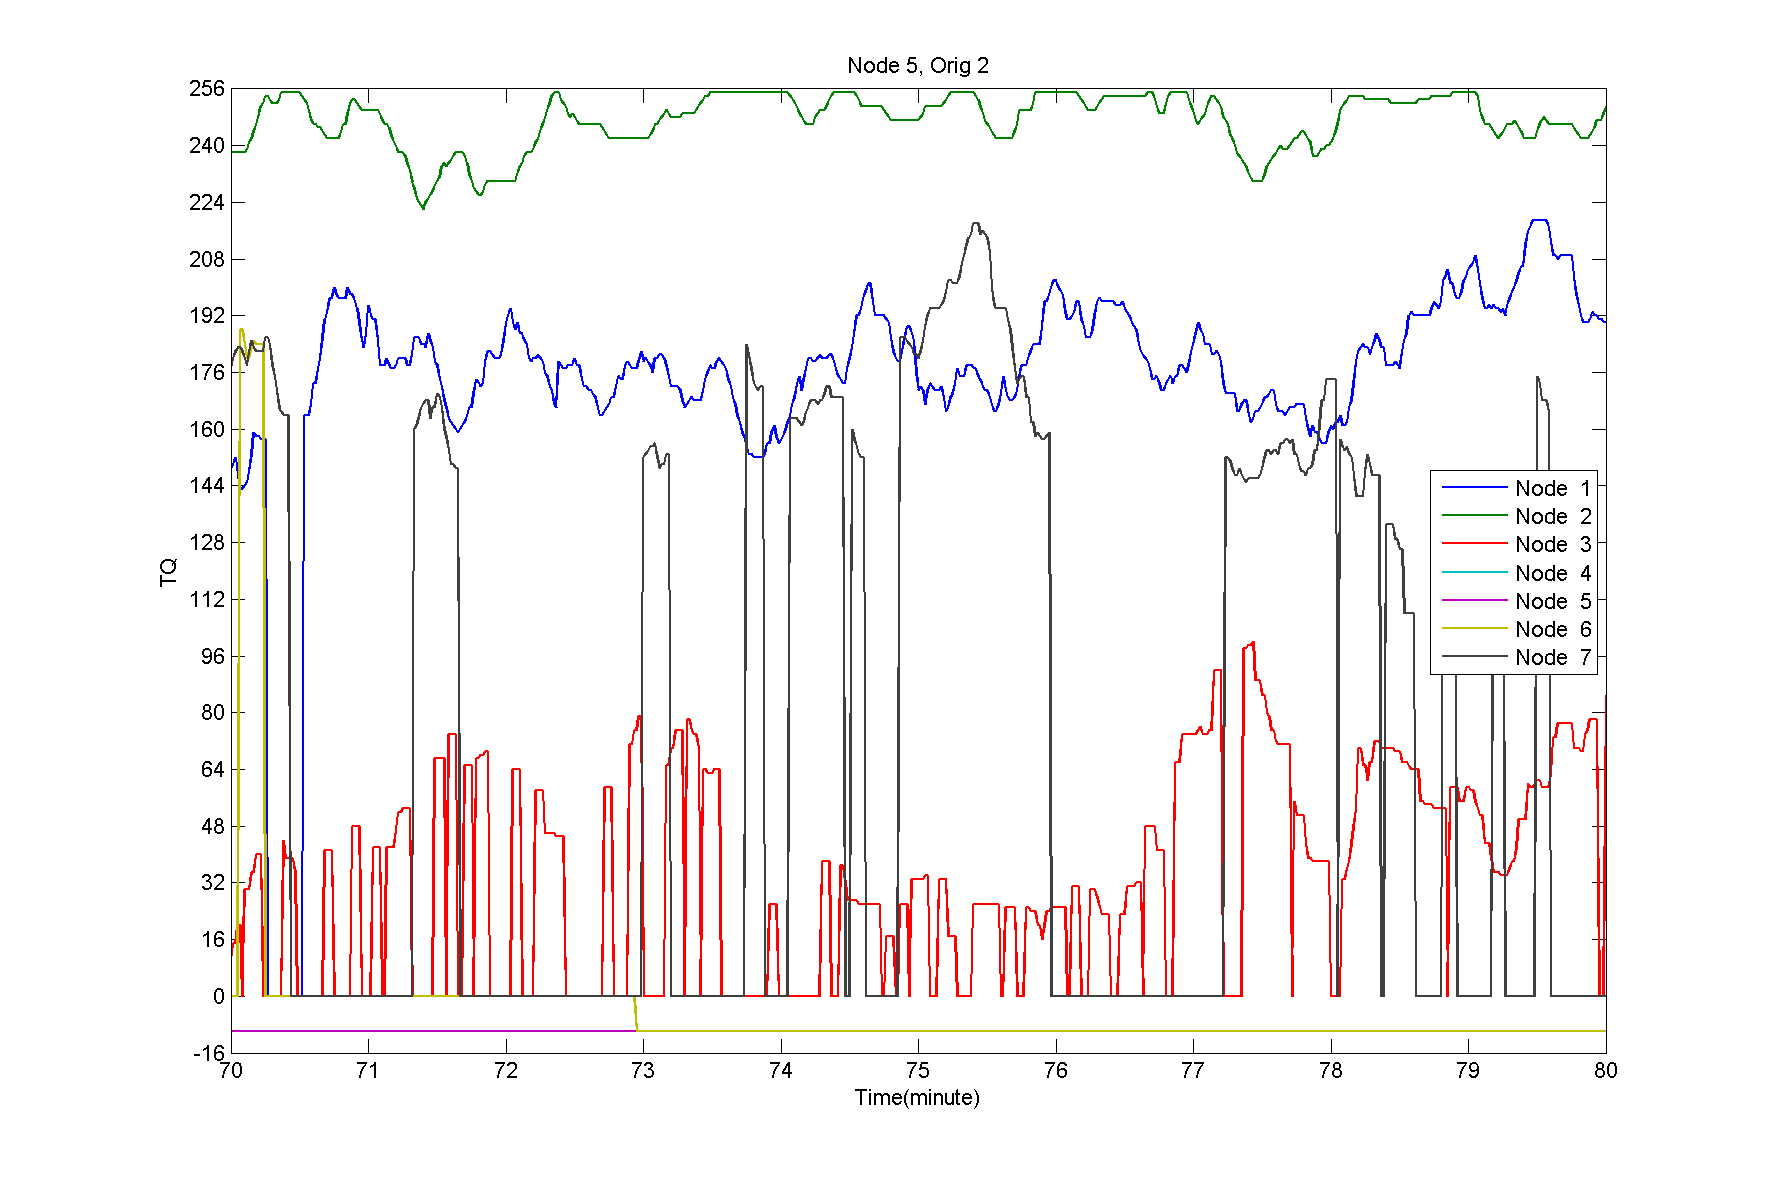 Node 5, Orig 2
256
240
224
208
192
176
160
144
128
112
96
80
64
48
32
16
0
-16
TQ
70 71 72 73 74 75 76 77 78 79 80
Time(minute)
Node 1
Node 2
Node 3
Node 4
Node 5
Node 6
Node 7